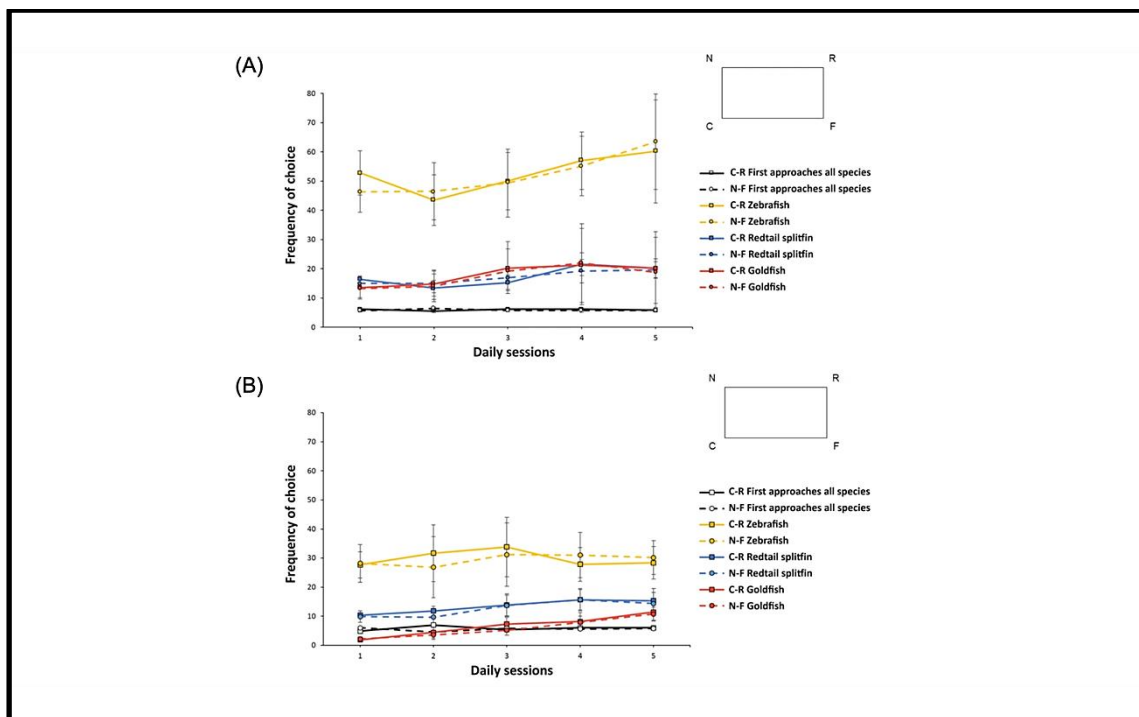 (A)
N R
C F
Frequency of choice
80
70
60
50
40
30
20
10
0
1 2 3 4 5
Daily sessions
C-R First approaches all species
N-F First approaches all species
C-R Zebrafish
N-F Zebrafish
C-R Redtail splitfin
N-F Redtail splitfin
C-R Goldfish
N-F Goldfish
(B)
N R
C F
Frequency of choice
80
70
60
50
40
30
20
10
0
1 2 3 4 5
Daily sessions
C-R First approaches all species
N-F First approaches all species
C-R Zebrafish
N-F Zebrafish
C-R Redtail splitfin
N-F Redtail splitfin
C-R Goldfish
N-F Goldfish